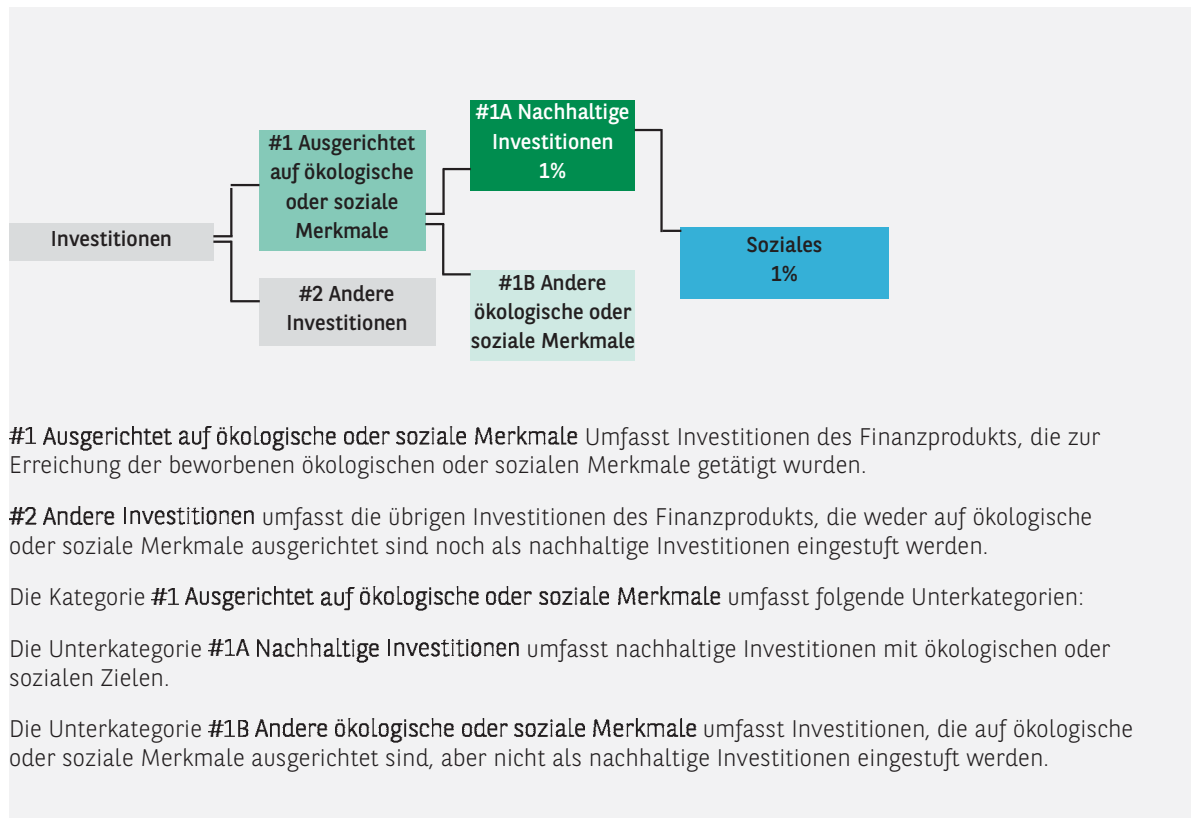 #1A Nachhaltige
Investitionen
1%
#1 Ausgerichtet
auf ökologische
oder soziale
Merkmale
Investitionen
Soziales
1%
#2 Andere
Investitionen
#1B Andere
ökologische oder
soziale Merkmale
#1 Ausgerichtet auf ökologische oder soziale Merkmale Umfasst Investitionen des Finanzprodukts, die zur
Erreichung der beworbenen ökologischen oder sozialen Merkmale getätigt wurden.
#2 Andere Investitionen umfasst die übrigen Investitionen des Finanzprodukts, die weder auf ökologische
oder soziale Merkmale ausgerichtet sind noch als nachhaltige Investitionen eingestuft werden.
Die Kategorie #1 Ausgerichtet auf ökologische oder soziale Merkmale umfasst folgende Unterkategorien:
Die Unterkategorie #1A Nachhaltige Investitionen umfasst nachhaltige Investitionen mit ökologischen oder
sozialen Zielen.
Die Unterkategorie #1B Andere ökologische oder soziale Merkmale umfasst Investitionen, die auf ökologische
oder soziale Merkmale ausgerichtet sind, aber nicht als nachhaltige Investitionen eingestuft werden.